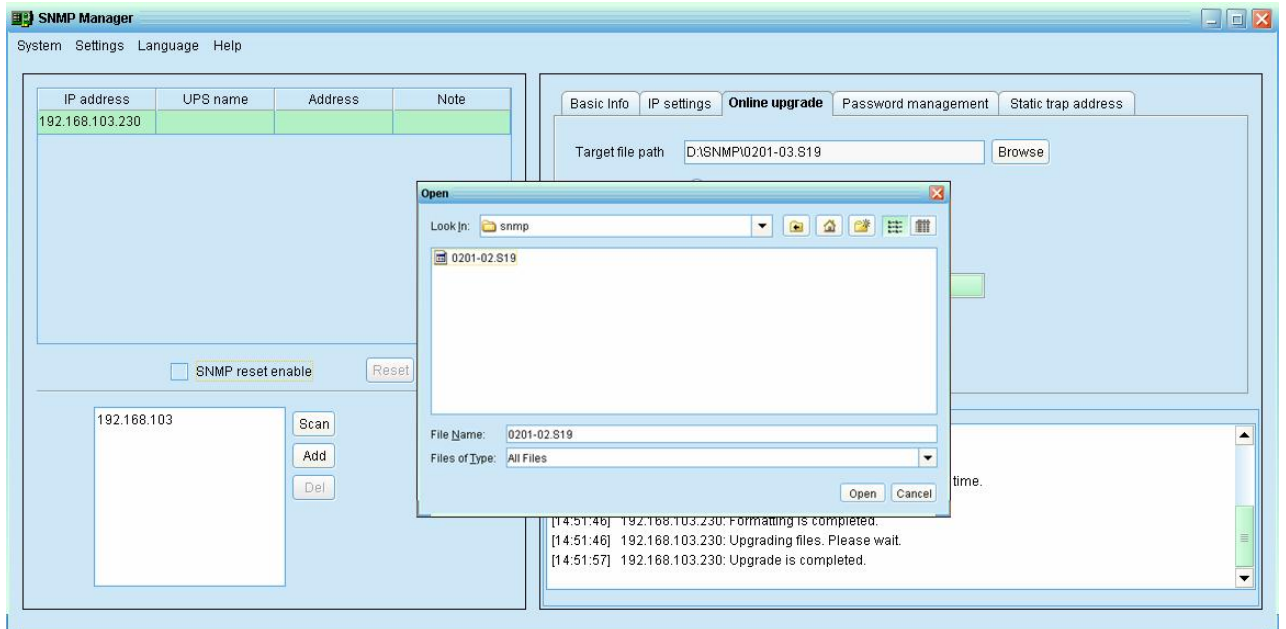 SNMP Manager
System Settings Language Help
IP address UPS name Address Note
192.168.103.230
SNMP reset enable Reset
192.168.103
Scan
Add
Del
Basic Info IP settings Online upgrade Password management Static trap address
Target file path D:\SNMP\0201-03.S19 Browse
Open
Look In: snmp
0201-02.S19
File Name: 0201-02.S19
Files of Type: All Files
Open Cancel
time.
[14:51:46] 192.168.103.230: Formatting is completed.
[14:51:46] 192.168.103.230: Upgrading files. Please wait.
[14:51:57] 192.168.103.230: Upgrade is completed.